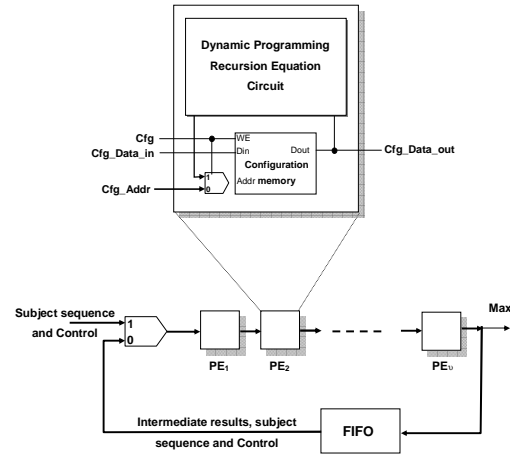 Dynamic Programming
Recursion Equation
Circuit
Cfg
WE
Cfg_Data_in
Din
Dout
Cfg_Data_out
Configuration
1
Addr memory
Cfg_Addr
0
Subject sequence
and Control
1
0
Max
PE1
PE2
PEυ
Intermediate results, subject
sequence and Control
FIFO